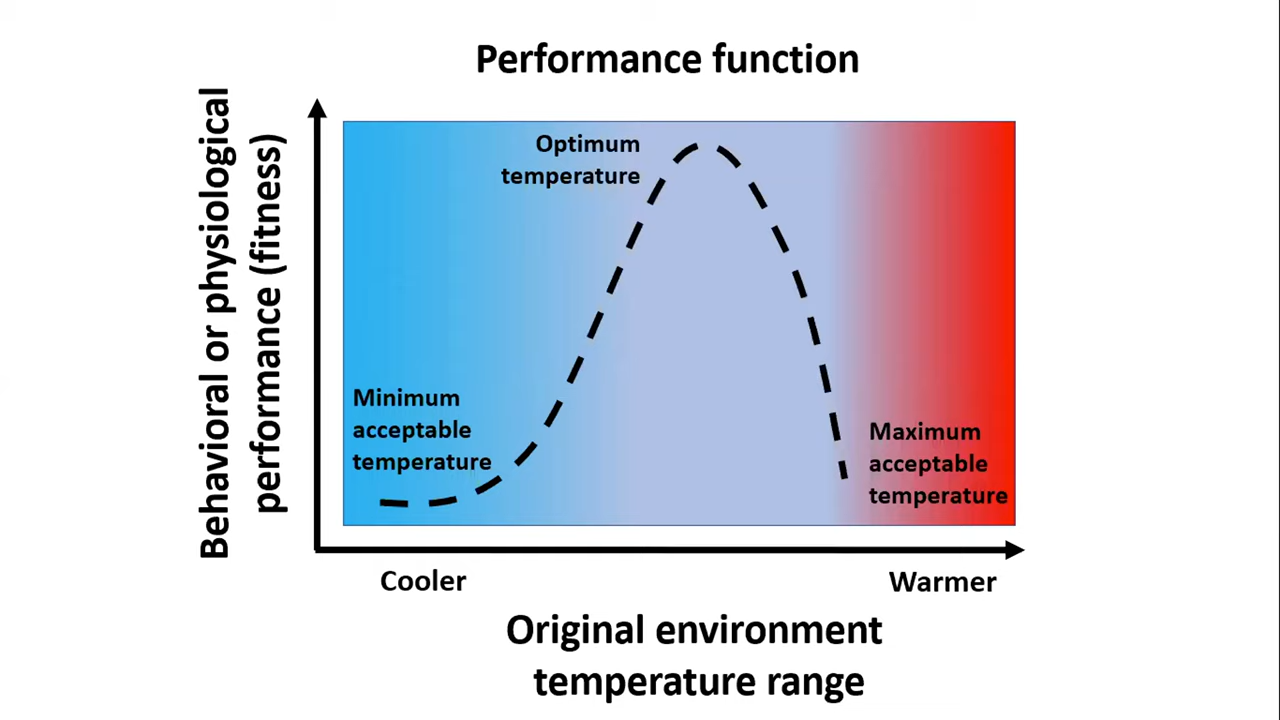 Performance function
Behavioral or physiological
performance (fitness)
Optimum
temperature
Minimum
acceptable
temperature
Maximum
acceptable
temperature
Cooler
Warmer
Original environment
temperature range